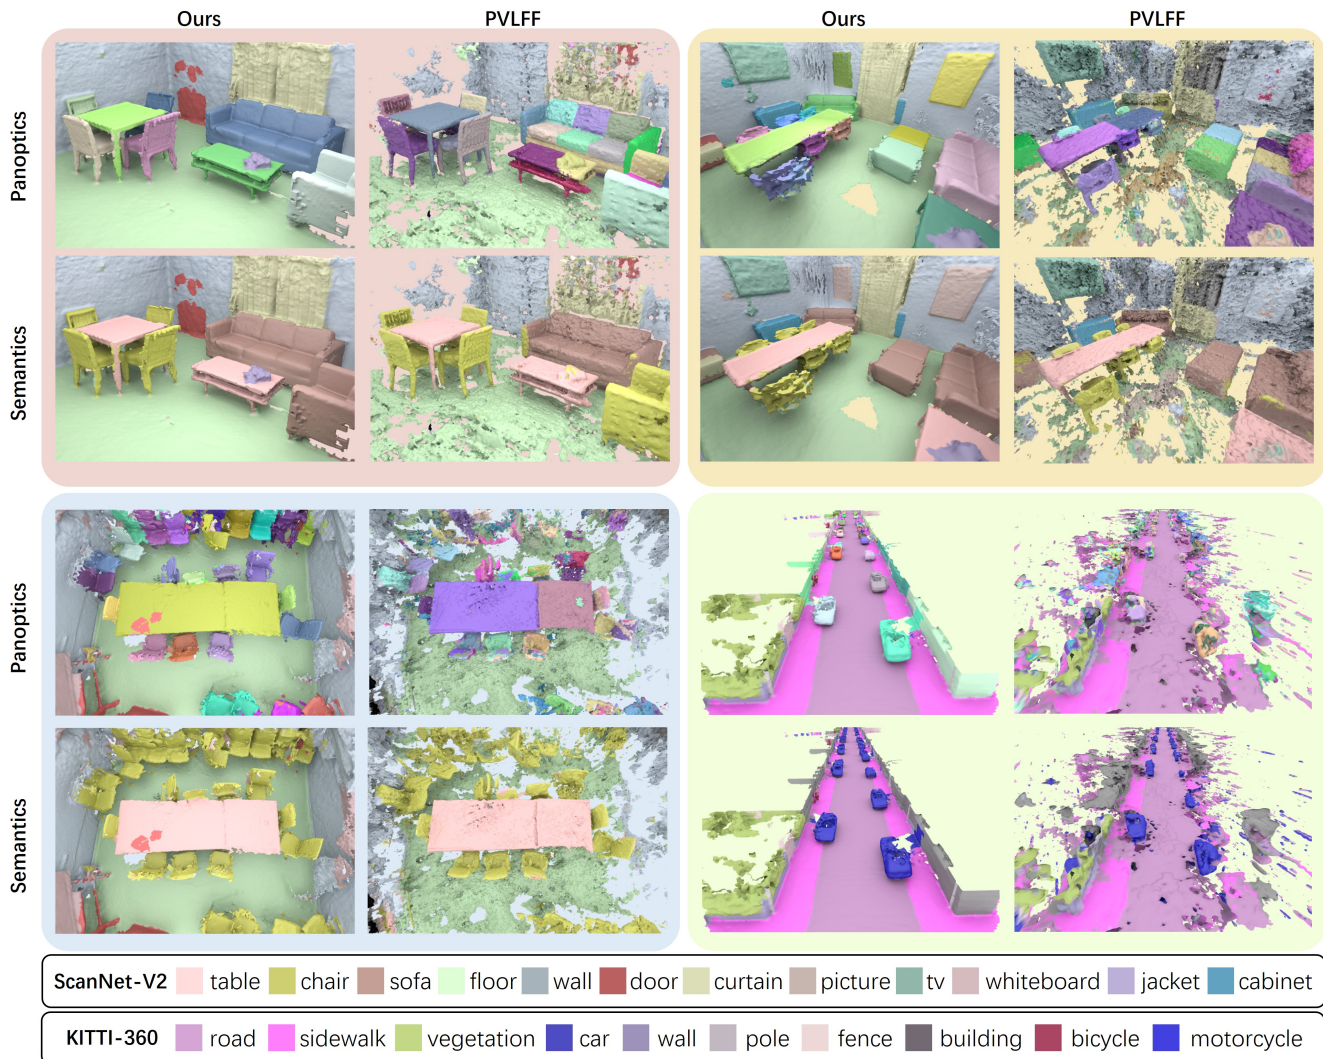 Ours PVLFF Ours PVLFF
Panoptics
Semantics
Panoptics
Semantics
ScanNet-V2 table chair sofa floor wall door curtain picture tv whiteboard jacket cabinet
KITTI-360 road sidewalk vegetation car wall pole fence building bicycle motorcycle